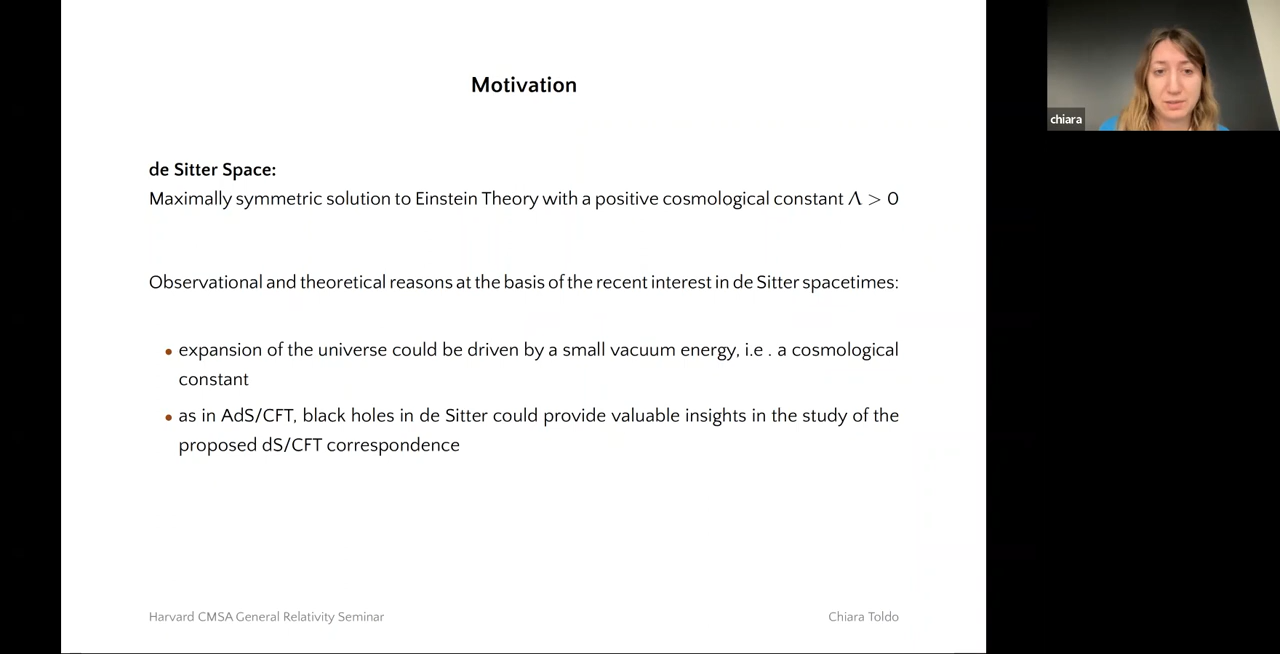 Motivation
chiara
de Sitter Space:
Maximally symmetric solution to Einstein Theory with a positive cosmological constant Λ > 0
Observational and theoretical reasons at the basis of the recent interest in de Sitter spacetimes:
• expansion of the universe could be driven by a small vacuum energy, i.e . a cosmological
constant
• as in AdS/CFT, black holes in de Sitter could provide valuable insights in the study of the
proposed dS/CFT correspondence
Harvard CMSA General Relativity Seminar
Chiara Toldo